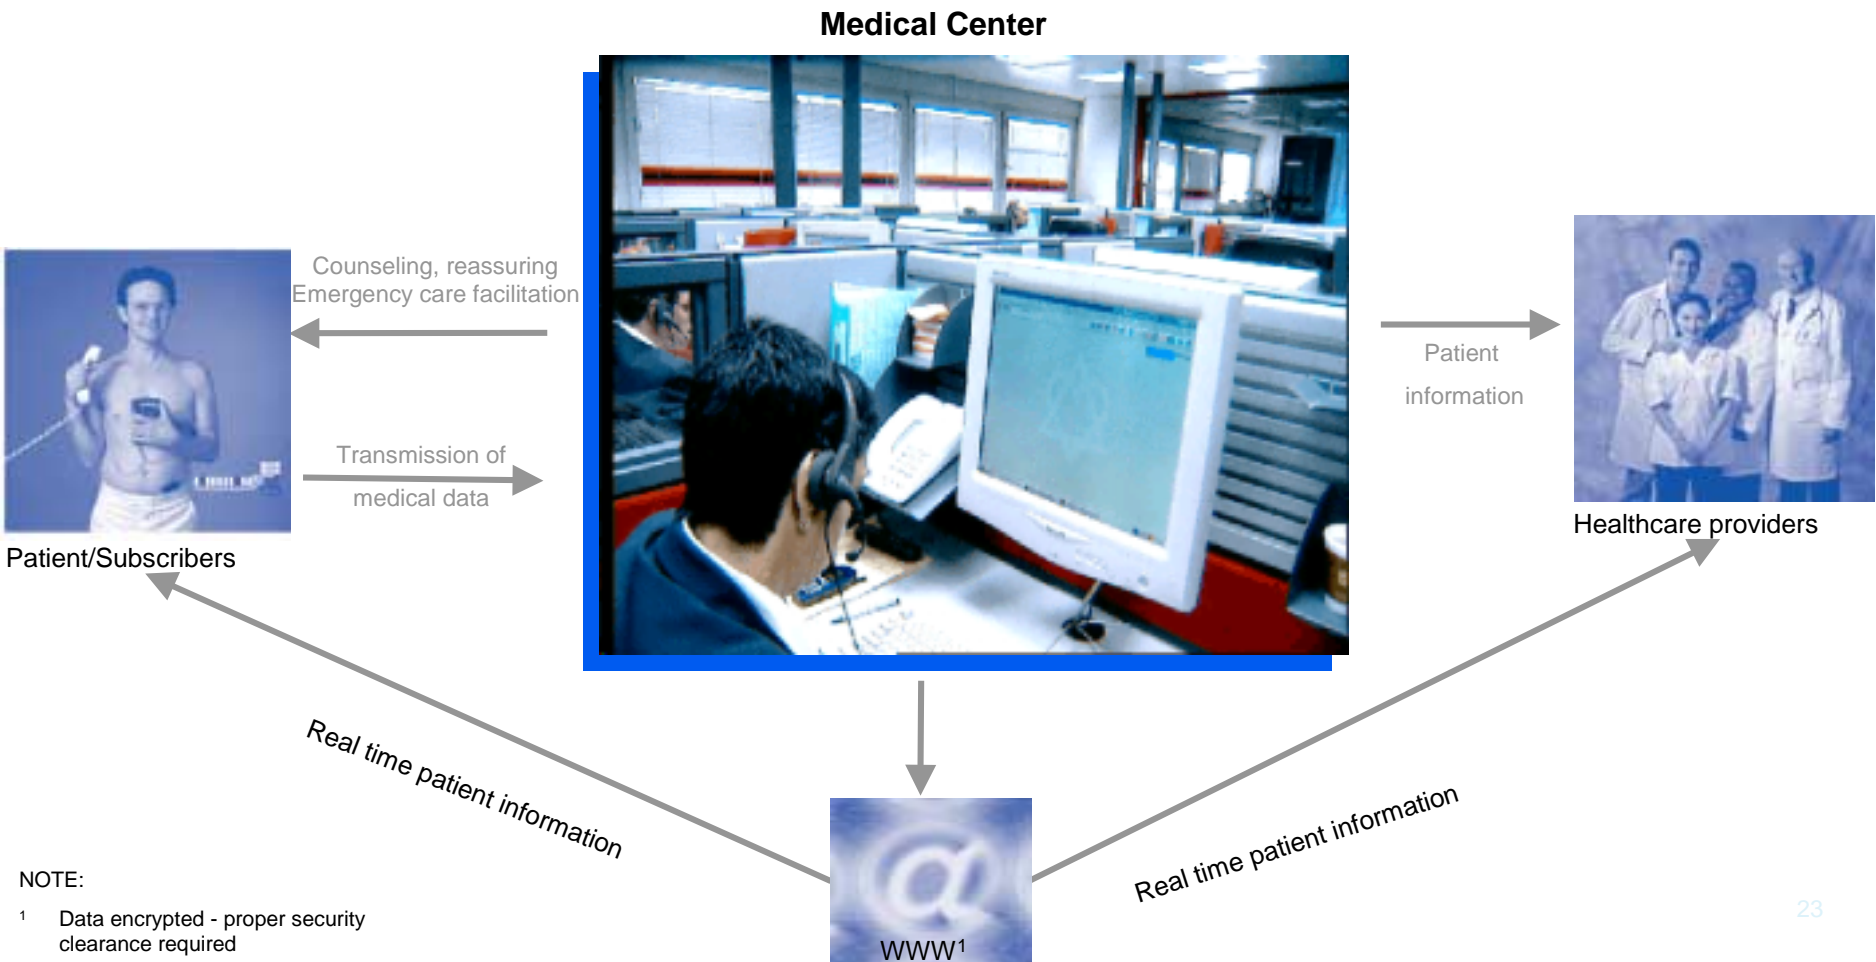 Medical Center
Counseling, reassuring
Emergency care facilitation
Transmission of
medical data
Patient
information
Patient/Subscribers
Healthcare providers
Real time patient information
Real time patient information
WWW¹
NOTE:
¹ Data encrypted - proper security
clearance required
23